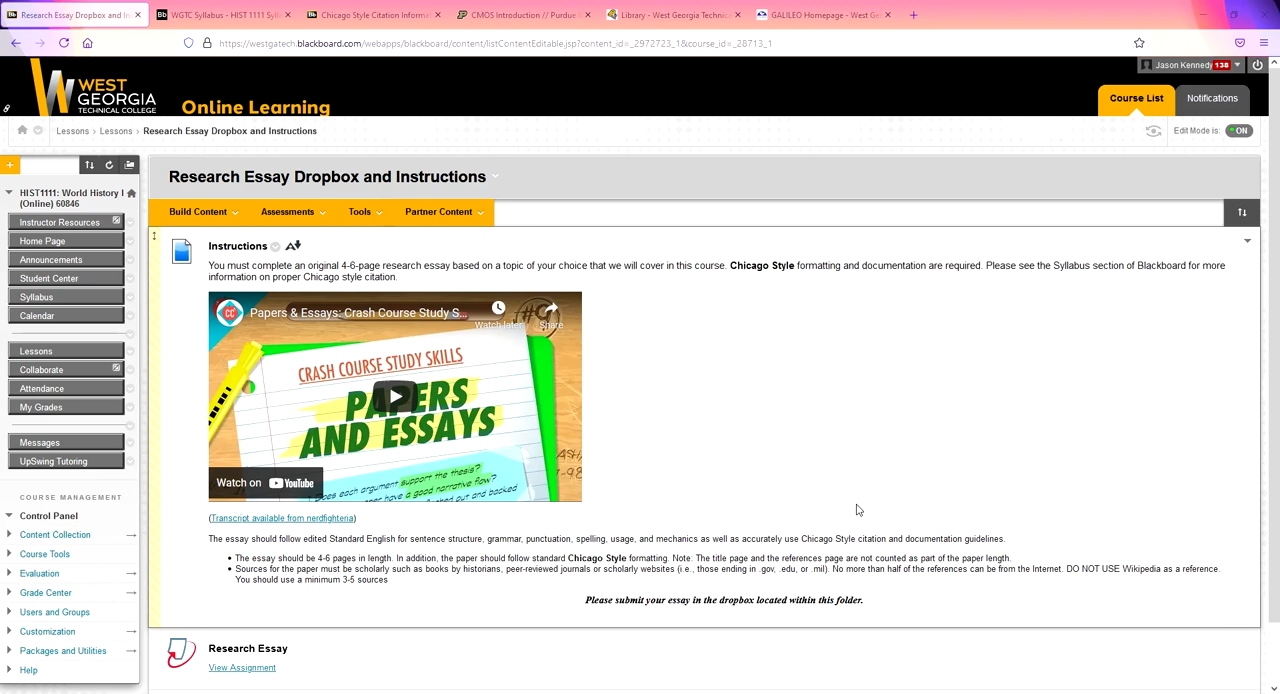 Research Essay Dropbox and In
WGTC Syllabus - HIST 1111 Syll
Chicago Style Citation Informat
CMOS Introduction // Purdue
Library - West Georgia Technic
GALILEO Homepage - West Ge
https://westgatech.blackboard.com/webapps/blackboard/content/listContentEditable.jsp?content_id=_2972723_1&course_id=_28713_1
Jason Kennedy 138
WEST
GEORGIA
TECHNICAL COLLEGE
Online Learning
Course List
Notifications
Lessons > Lessons > Research Essay Dropbox and Instructions
Edit Mode is: ON
HIST1111: World History I
(Online) 60846
Instructor Resources
Home Page
Announcements
Student Center
Syllabus
Calendar
Lessons
Collaborate
Attendance
My Grades
Messages
UpSwing Tutoring
COURSE MANAGEMENT
Control Panel
Content Collection
Course Tools
Evaluation
Grade Center
Users and Groups
Customization
Packages and Utilities
Help
Research Essay Dropbox and Instructions
Build Content
Assessments
Tools
Partner Content
Instructions
You must complete an original 4-6-page research essay based on a topic of your choice that we will cover in this course. Chicago Style formatting and documentation are required. Please see the Syllabus section of Blackboard for more
information on proper Chicago style citation.
CC
Papers & Essays: Crash Course Study S...
Watch later
Share
CRASH COURSE STUDY SKILLS
PAPERS
AND ESSAYS
Does each argument support the thesis?
have a good narrative flow?
Watch on YouTube
(Transcript available from nerdfighteria)
The essay should follow edited Standard English for sentence structure, grammar, punctuation, spelling, usage, and mechanics as well as accurately use Chicago Style citation and documentation guidelines.
• The essay should be 4-6 pages in length. In addition, the paper should follow standard Chicago Style formatting. Note: The title page and the references page are not counted as part of the paper length.
• Sources for the paper must be scholarly such as books by historians, peer-reviewed journals or scholarly websites (i.e., those ending in .gov, .edu, or .mil). No more than half of the references can be from the Internet. DO NOT USE Wikipedia as a reference.
You should use a minimum 3-5 sources
Please submit your essay in the dropbox located within this folder.
Research Essay
View Assignment